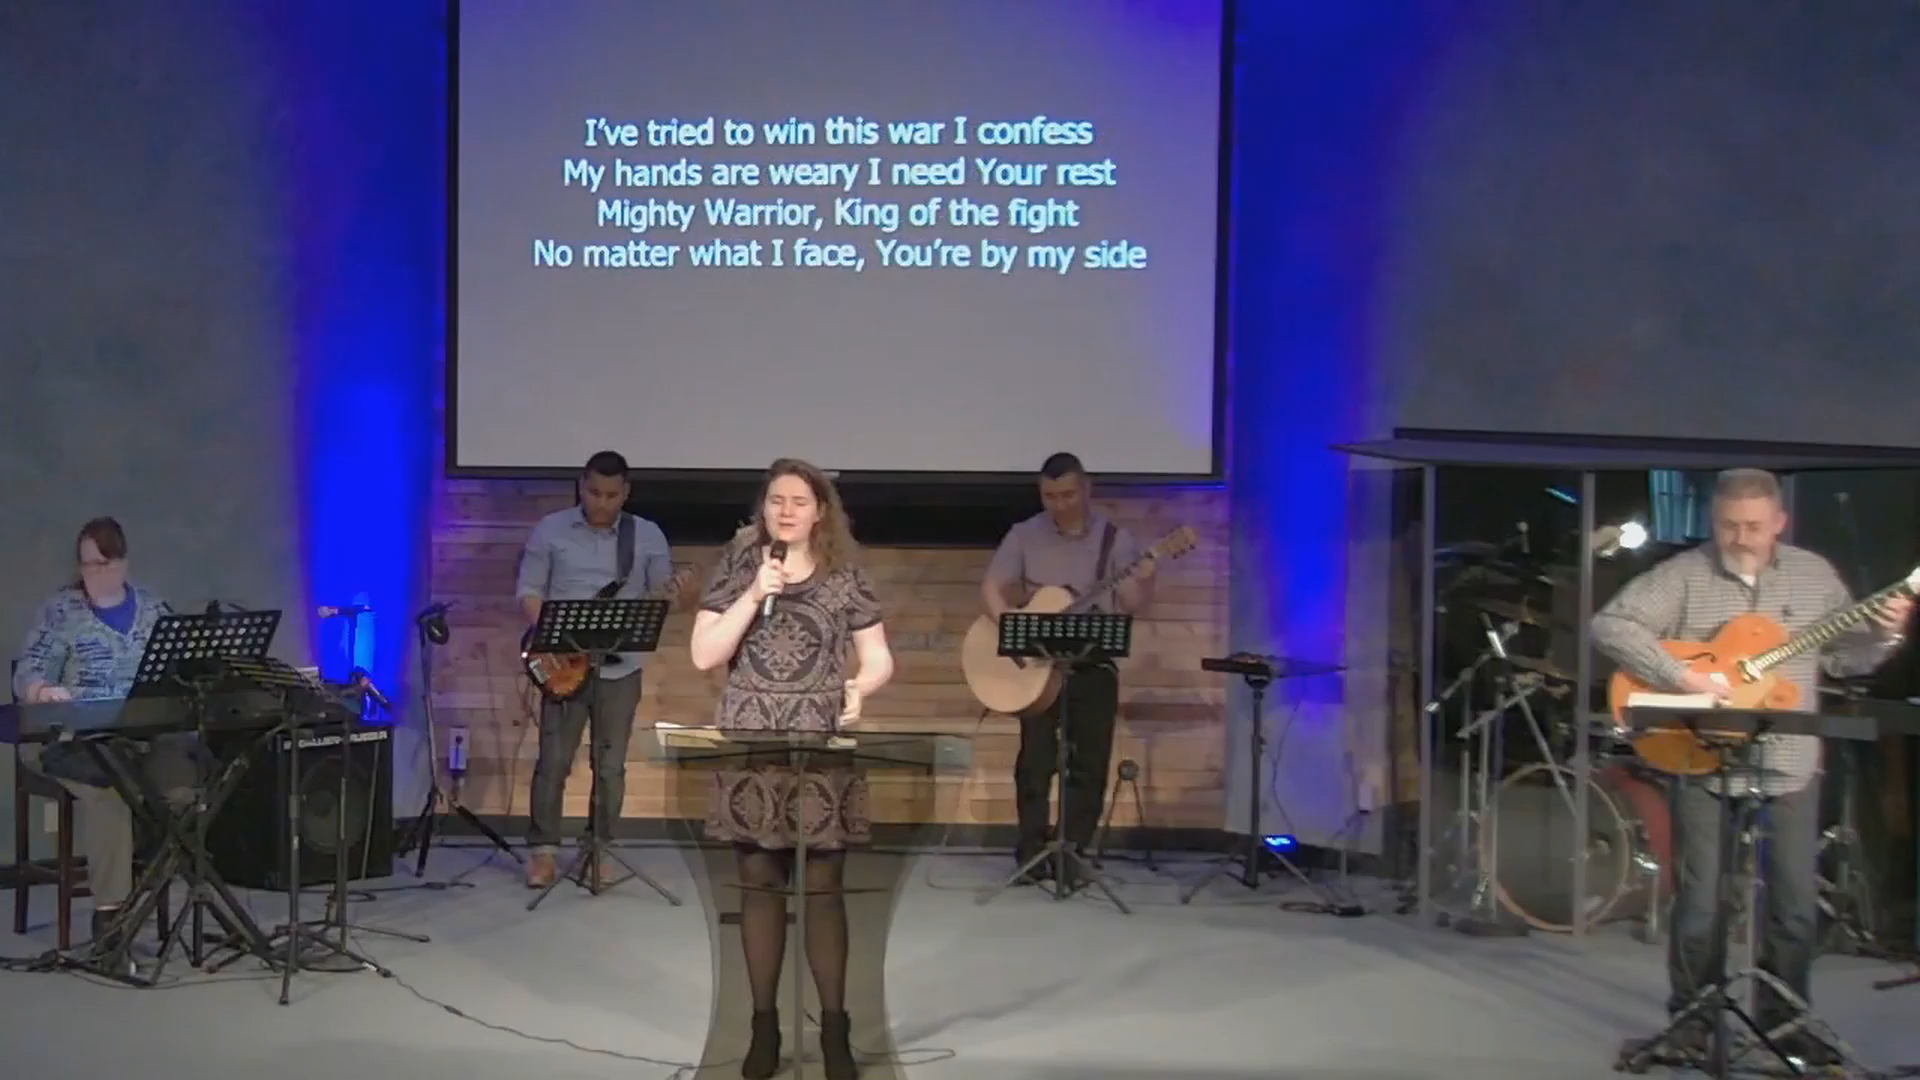 I've tried to win this war I confess
My hands are weary I need Your rest
Mighty Warrior, King of the fight
No matter what I face, You're by my side